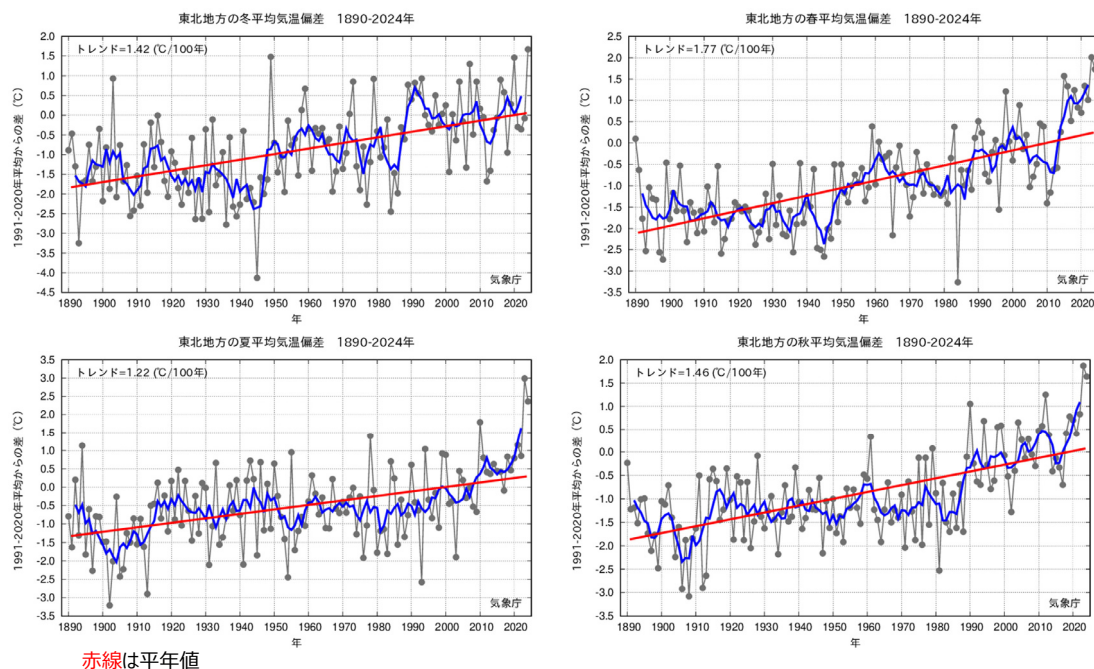 東北地方の冬平均気温偏差 1890-2024年
トレンド=1.42 (℃/100年)
1991-2020年平均からの差 (℃)
2.0
1.5
1.0
0.5
0.0
-0.5
-1.0
-1.5
-2.0
-2.5
-3.0
-3.5
-4.0
-4.5
気象庁
1890 1900 1910 1920 1930 1940 1950 1960 1970 1980 1990 2000 2010 2020
年
東北地方の春平均気温偏差 1890-2024年
トレンド=1.77 (℃/100年)
1991-2020年平均からの差 (℃)
2.5
2.0
1.5
1.0
0.5
0.0
-0.5
-1.0
-1.5
-2.0
-2.5
-3.0
-3.5
気象庁
1890 1900 1910 1920 1930 1940 1950 1960 1970 1980 1990 2000 2010 2020
年
東北地方の夏平均気温偏差 1890-2024年
トレンド=1.22 (℃/100年)
1991-2020年平均からの差 (℃)
3.5
3.0
2.5
2.0
1.5
1.0
0.5
0.0
-0.5
-1.0
-1.5
-2.0
-2.5
-3.0
-3.5
気象庁
1890 1900 1910 1920 1930 1940 1950 1960 1970 1980 1990 2000 2010 2020
年
東北地方の秋平均気温偏差 1890-2024年
トレンド=1.46 (℃/100年)
1991-2020年平均からの差 (℃)
2.0
1.5
1.0
0.5
0.0
-0.5
-1.0
-1.5
-2.0
-2.5
-3.0
-3.5
気象庁
1890 1900 1910 1920 1930 1940 1950 1960 1970 1980 1990 2000 2010 2020
年
赤線は平年値